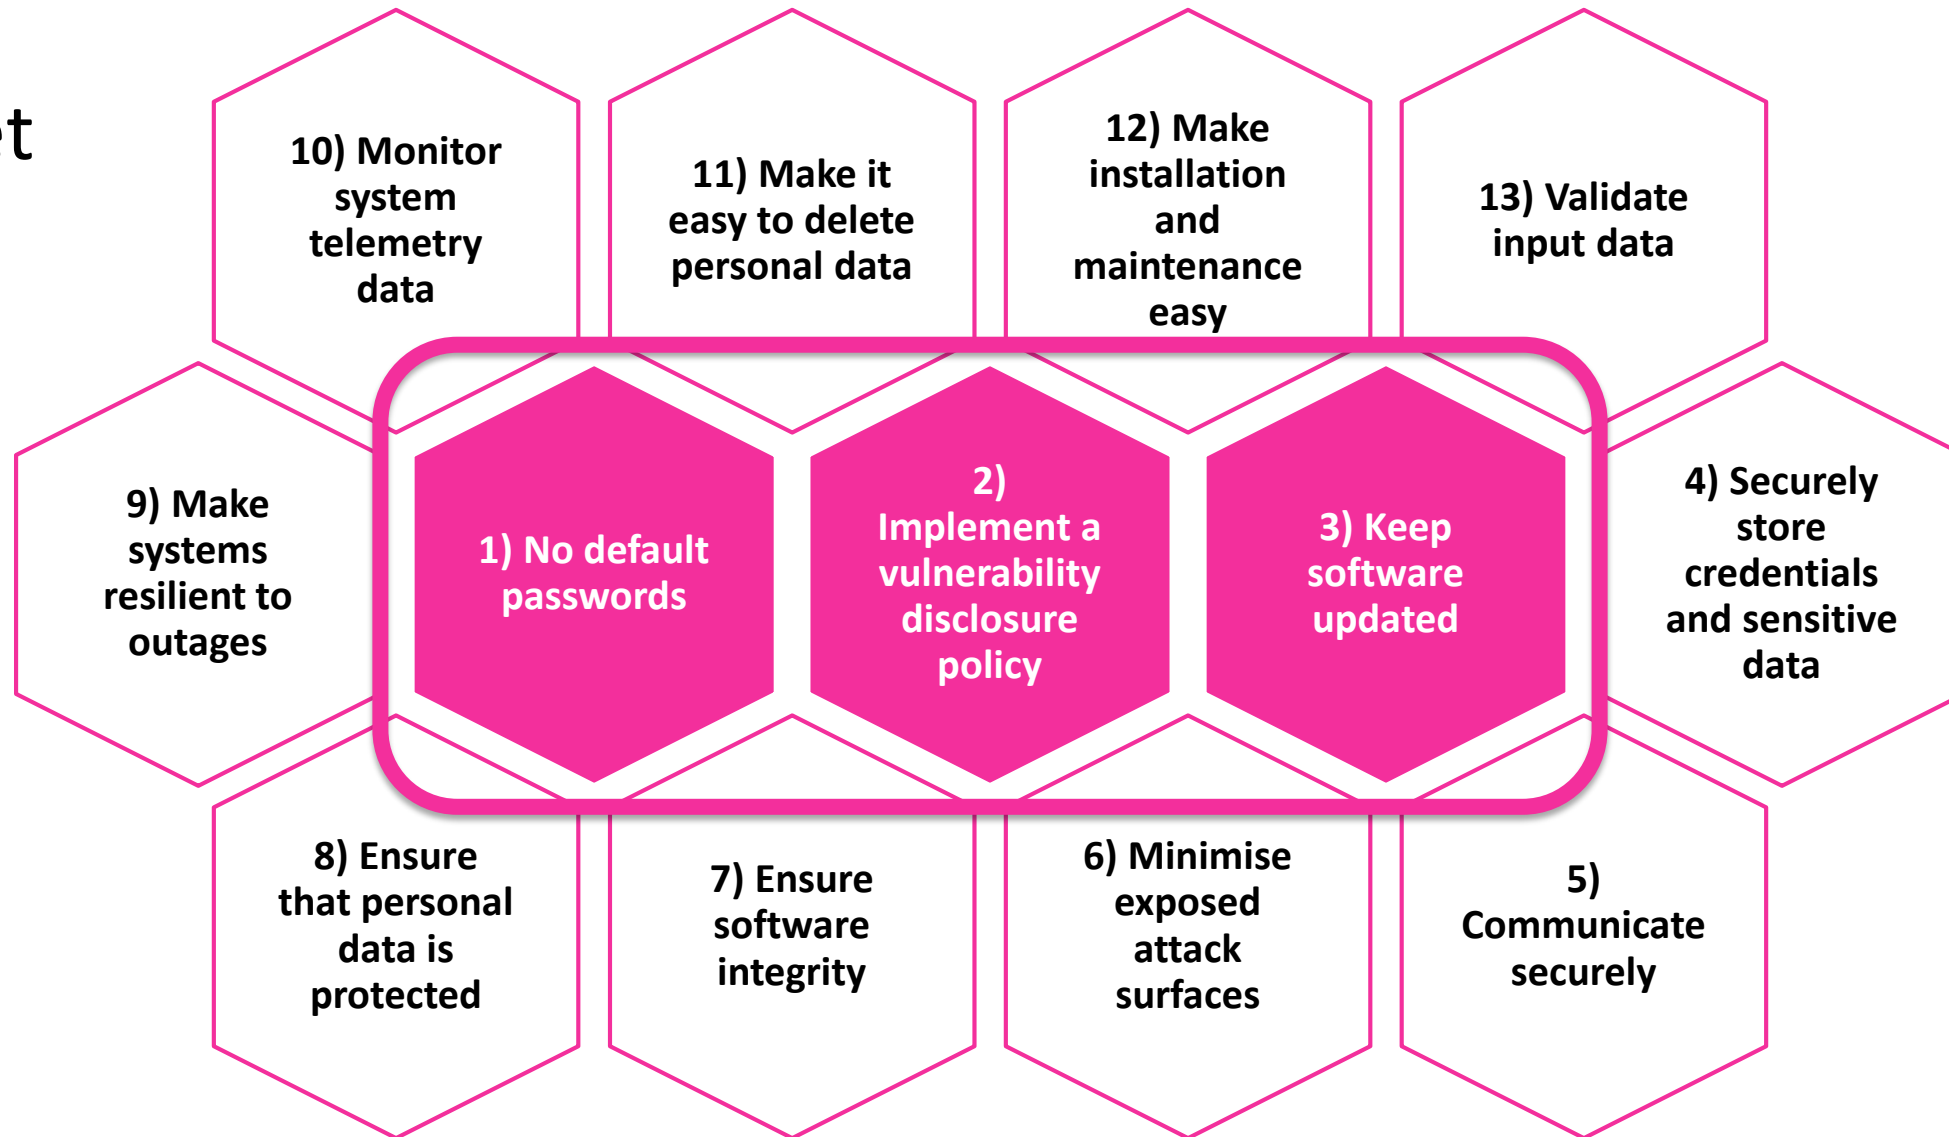 et
10) Monitor
system
telemetry
data
11) Make it
easy to delete
personal data
12) Make
installation
and
maintenance
easy
13) Validate
input data
9) Make
systems
resilient to
outages
1) No default
passwords
2)
Implement a
vulnerability
disclosure
policy
3) Keep
software
updated
4) Securely
store
credentials
and sensitive
data
8) Ensure
that personal
data is
protected
7) Ensure
software
integrity
6) Minimise
exposed
attack
surfaces
5)
Communicate
securely